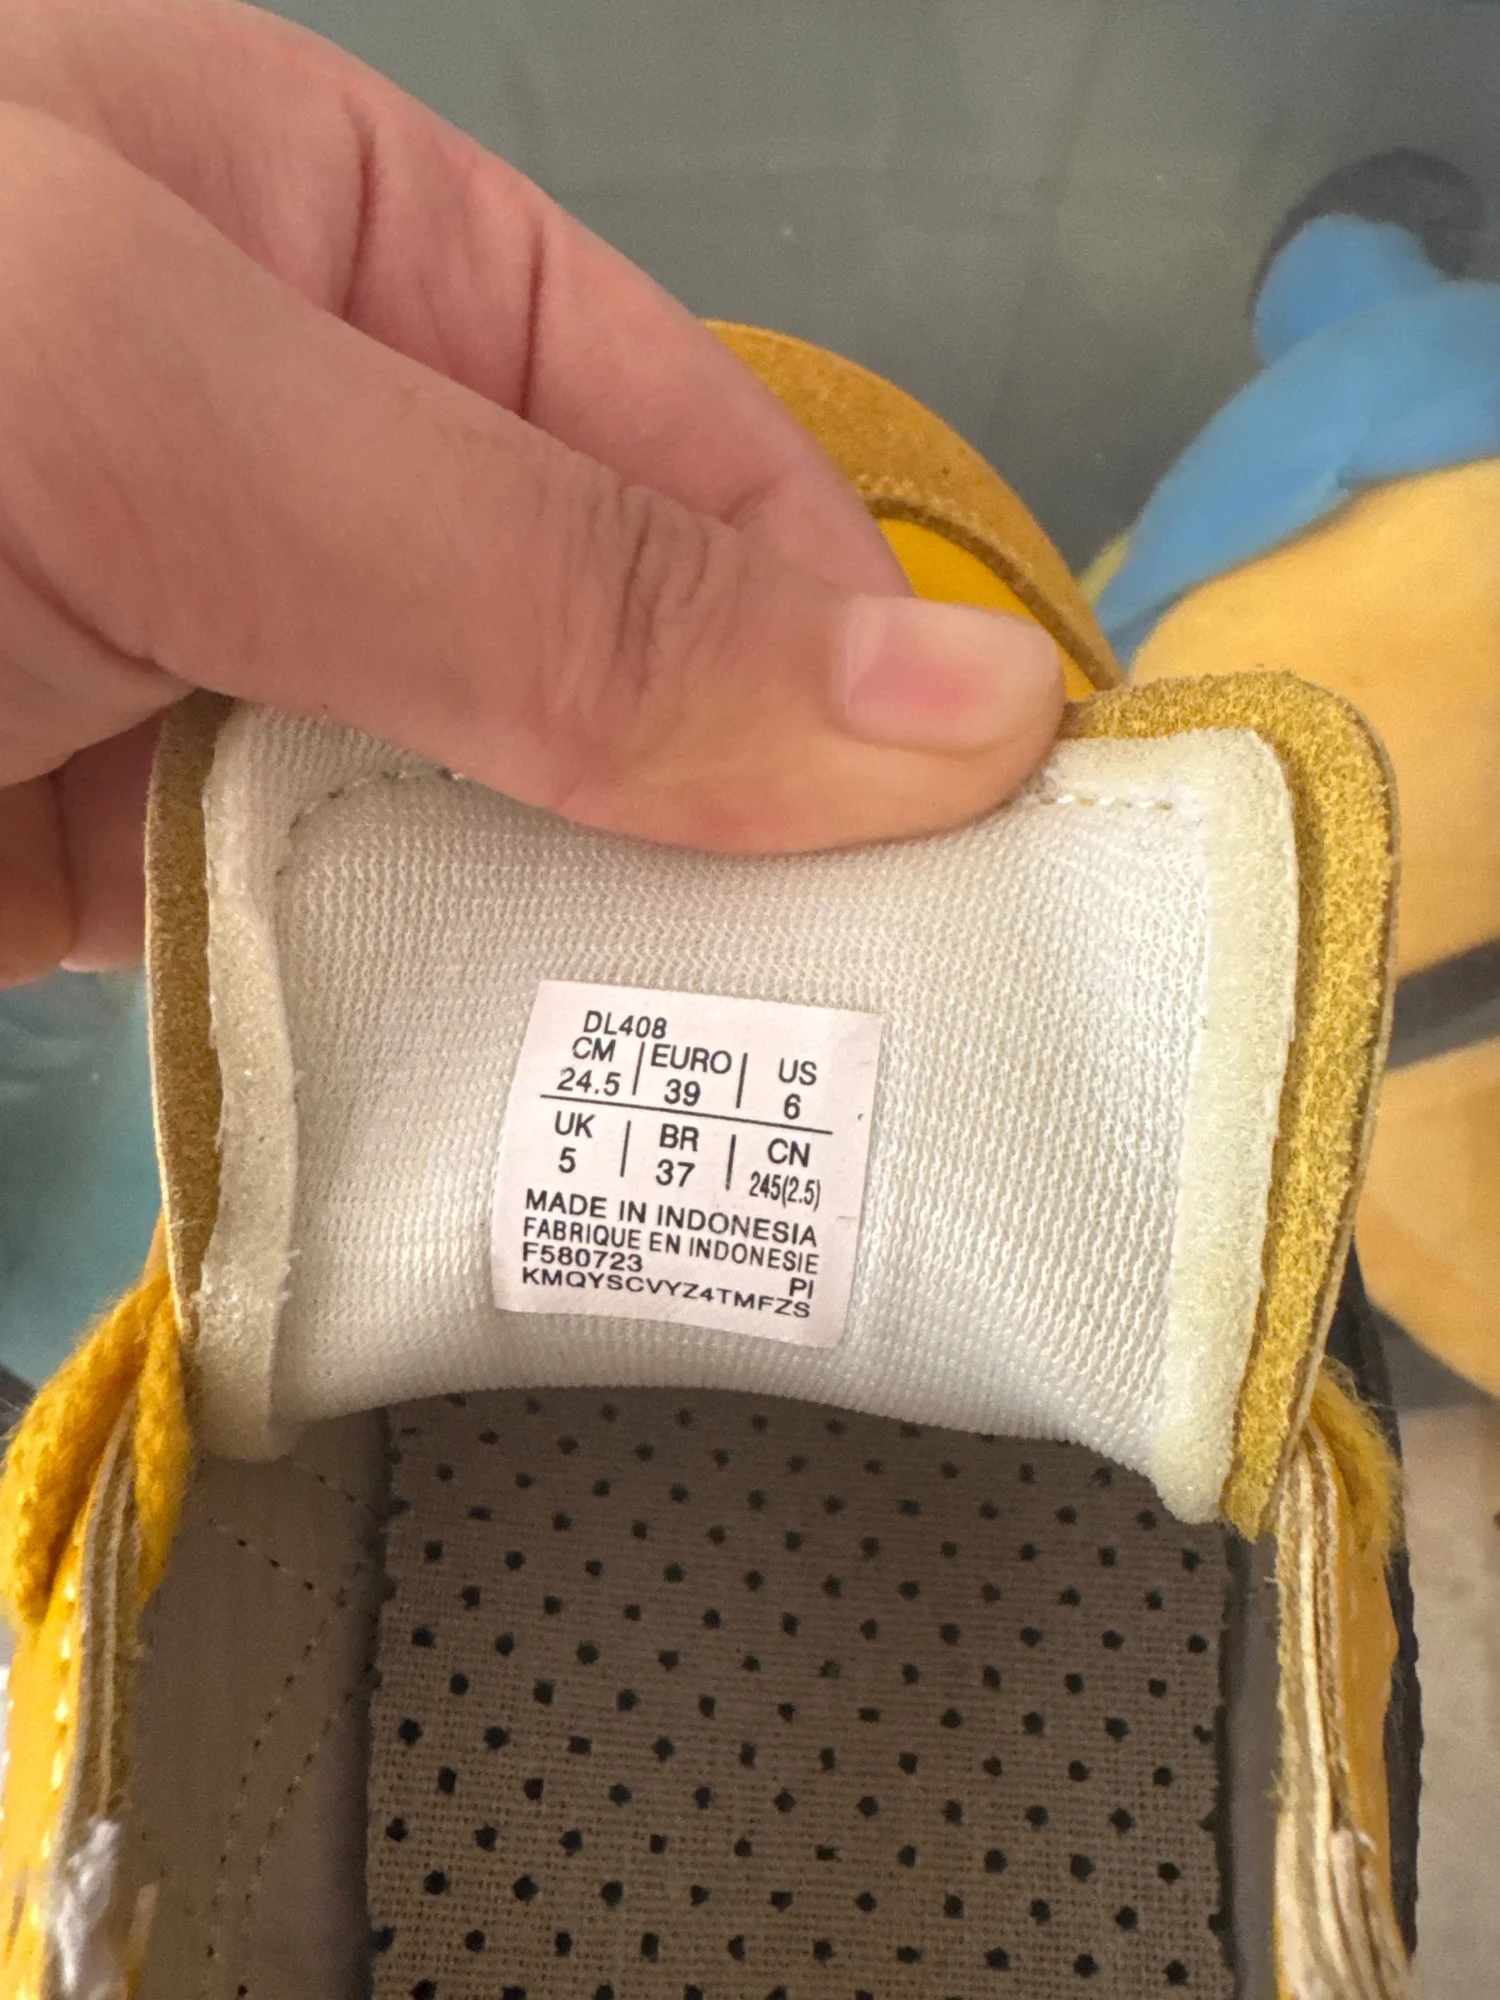 DL408
CM | EURO | US
24.5 | 39 | 6
UK | BR | CN
5 | 37 | 245(2.5)
MADE IN INDONESIA
FABRIQUE EN INDONESIE
F580723 PI
KMQYSCVYZ4TMFZS